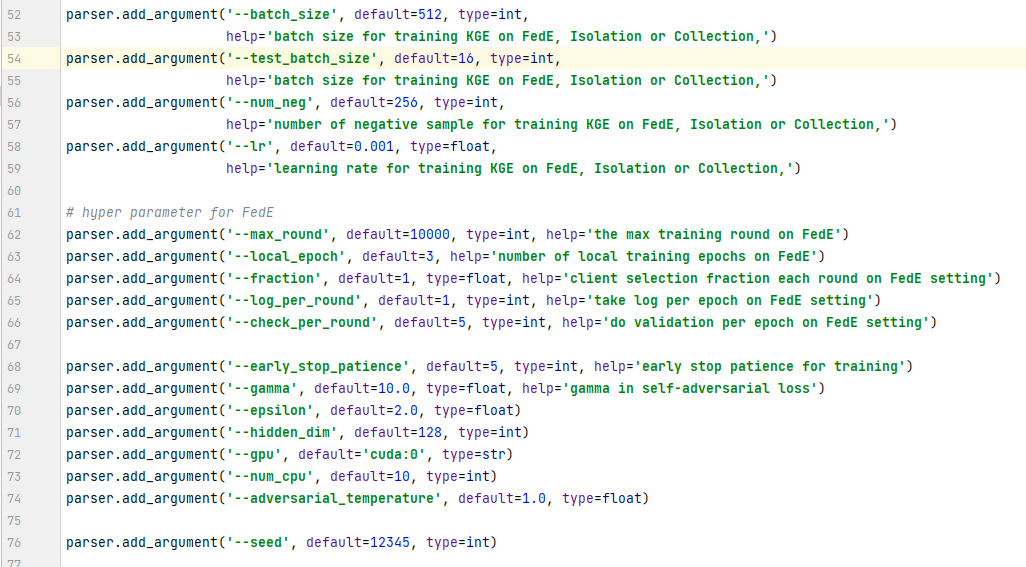 52 parser.add_argument('--batch_size', default=512, type=int,
53 help='batch size for training KGE on FedE, Isolation or Collection,')
54 parser.add_argument('--test_batch_size', default=16, type=int,
55 help='batch size for training KGE on FedE, Isolation or Collection,')
56 parser.add_argument('--num_neg', default=256, type=int,
57 help='number of negative sample for training KGE on FedE, Isolation or Collection,')
58 parser.add_argument('--lr', default=0.001, type=float,
59 help='learning rate for training KGE on FedE, Isolation or Collection,')
60
61 # hyper parameter for FedE
62 parser.add_argument('--max_round', default=10000, type=int, help='the max training round on FedE')
63 parser.add_argument('--local_epoch', default=3, help='number of local training epochs on FedE')
64 parser.add_argument('--fraction', default=1, type=float, help='client selection fraction each round on FedE setting')
65 parser.add_argument('--log_per_round', default=1, type=int, help='take log per epoch on FedE setting')
66 parser.add_argument('--check_per_round', default=5, type=int, help='do validation per epoch on FedE setting')
67
68 parser.add_argument('--early_stop_patience', default=5, type=int, help='early stop patience for training')
69 parser.add_argument('--gamma', default=10.0, type=float, help='gamma in self-adversarial loss')
70 parser.add_argument('--epsilon', default=2.0, type=float)
71 parser.add_argument('--hidden_dim', default=128, type=int)
72 parser.add_argument('--gpu', default='cuda:0', type=str)
73 parser.add_argument('--num_cpu', default=10, type=int)
74 parser.add_argument('--adversarial_temperature', default=1.0, type=float)
75
76 parser.add_argument('--seed', default=12345, type=int)
77